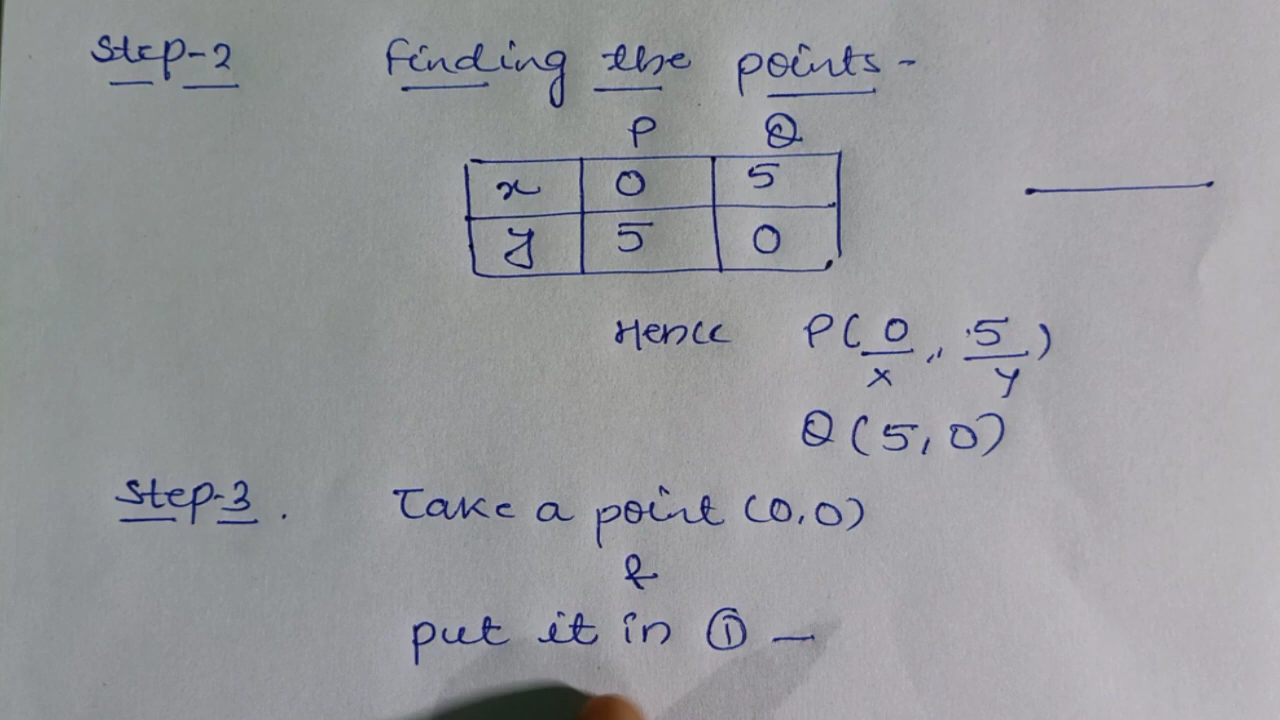 Step-2 Finding the points-
P Q
x 0 5
y 5 0
Hence P(0,, 5)
x y
Q(5,0)
Step-3. Take a point (0,0)
&
put it in ① —